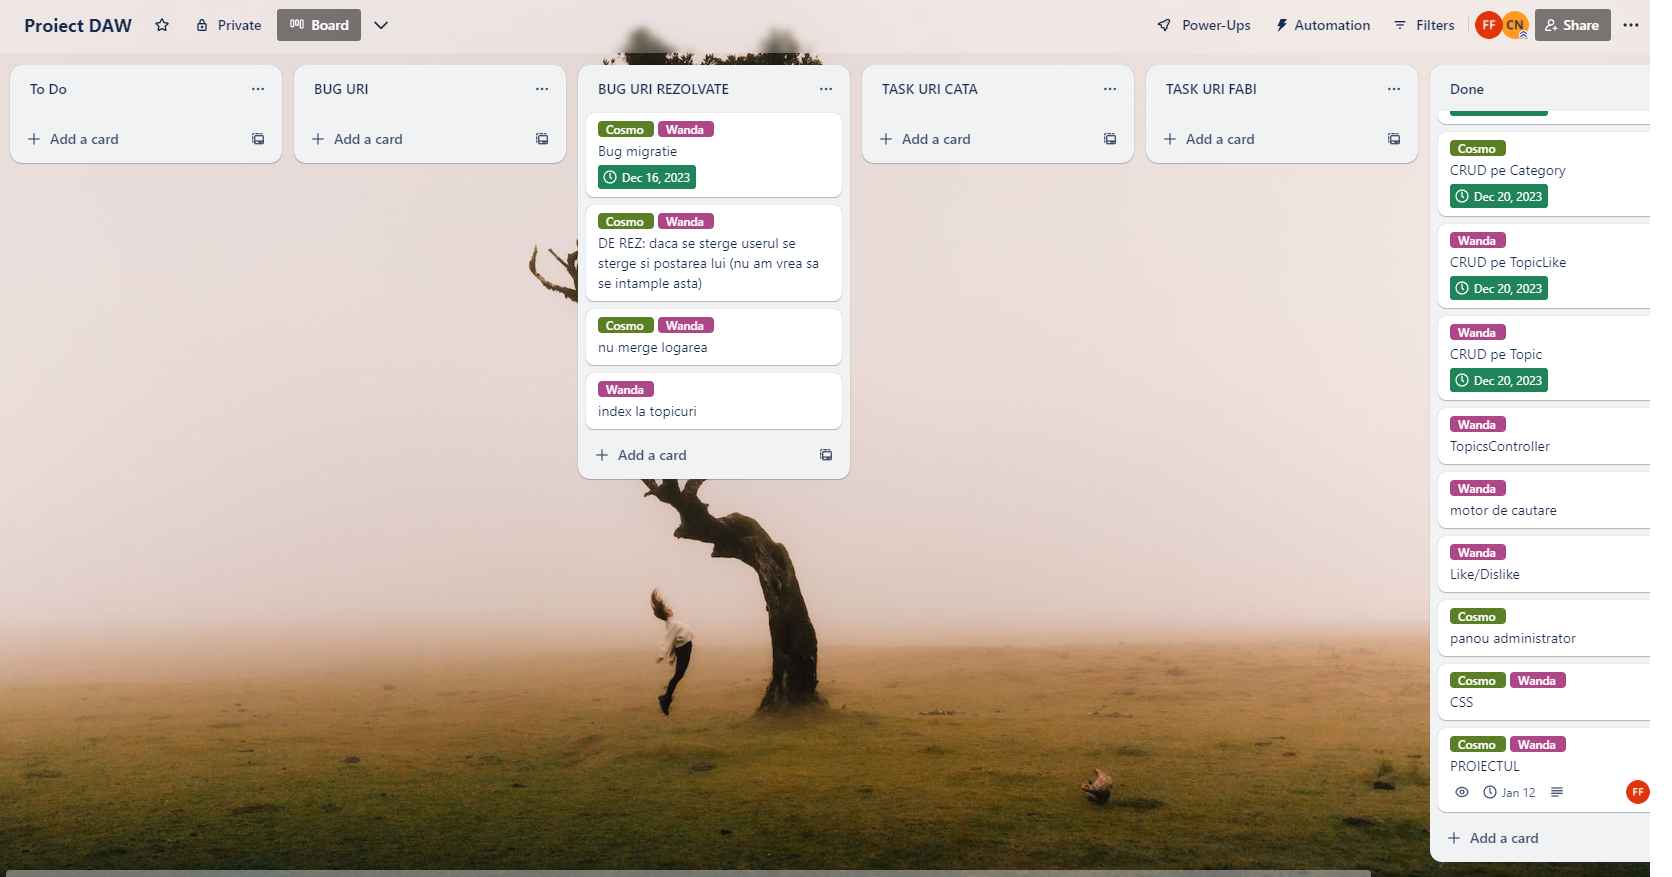 Proiect DAW
Private
Board
Power-Ups
Automation
Filters
FF
CN
Share
To Do
Add a card
BUG URI
Add a card
BUG URI REZOLVATE
Cosmo Wanda
Bug migratie
Dec 16, 2023
Cosmo Wanda
DE REZ: daca se sterge userul se
sterge si postarea lui (nu am vrea sa
se intample asta)
Cosmo Wanda
nu merge logarea
Wanda
index la topicuri
Add a card
TASK URI CATA
Add a card
TASK URI FABI
Add a card
Done
Cosmo
CRUD pe Category
Dec 20, 2023
Wanda
CRUD pe TopicLike
Dec 20, 2023
Wanda
CRUD pe Topic
Dec 20, 2023
Wanda
TopicsController
Wanda
motor de cautare
Wanda
Like/Dislike
Cosmo
panou administrator
Cosmo Wanda
CSS
Cosmo Wanda
PROIECTUL
Jan 12
FF
Add a card